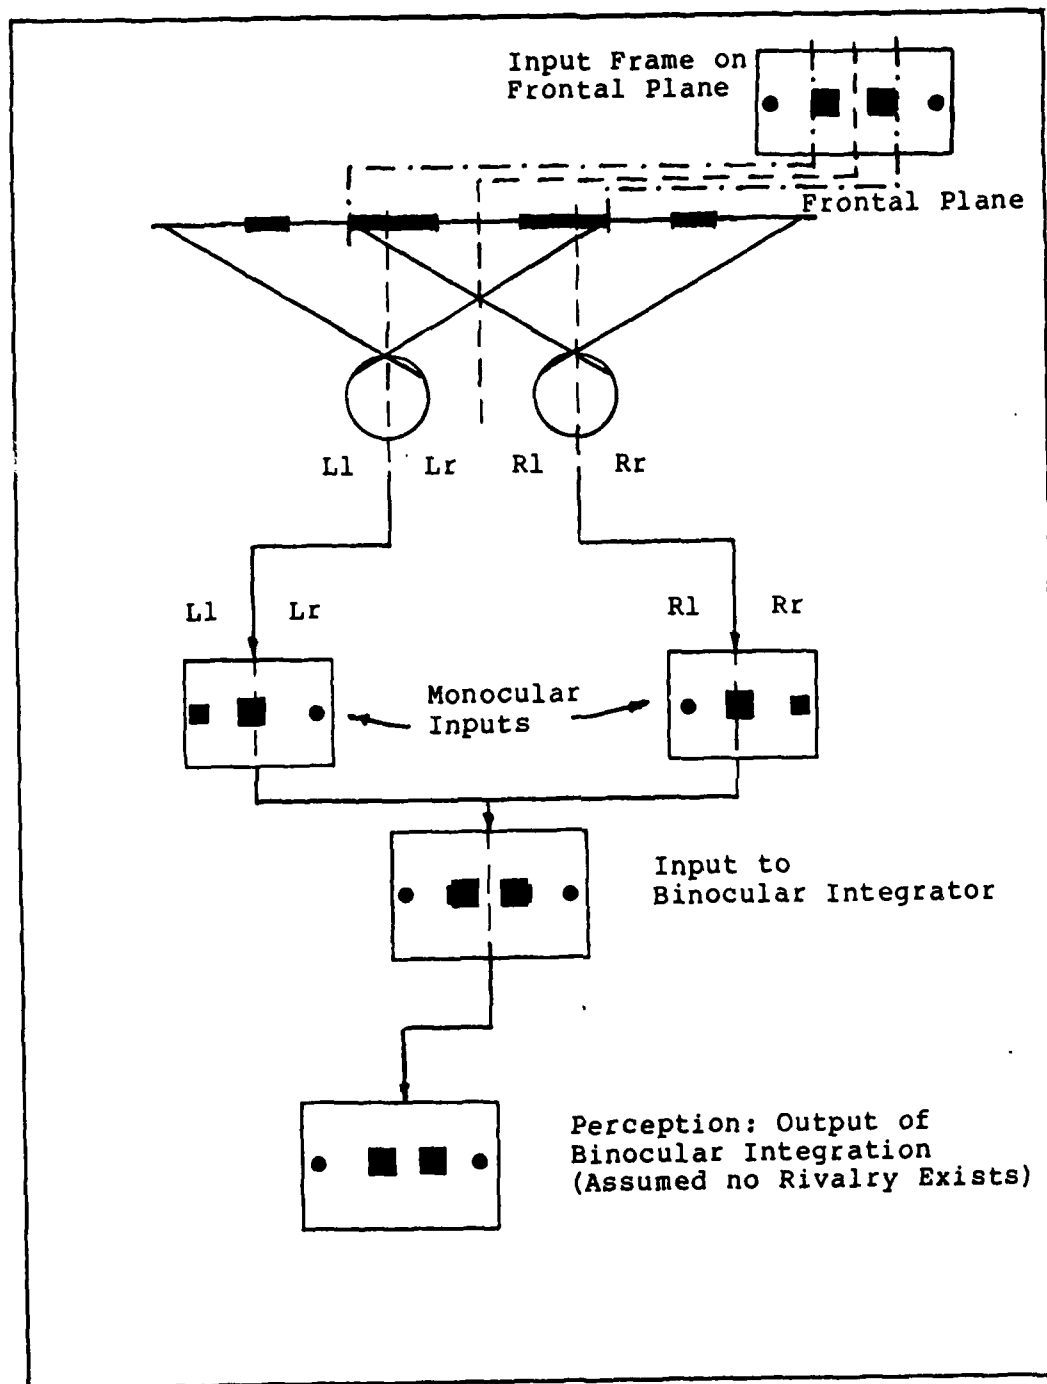 Input Frame on
Frontal Plane
Frontal Plane
Ll Lr Rl Rr
Ll Lr
Rl Rr
Monocular
Inputs
Input to
Binocular Integrator
Perception: Output of
Binocular Integration
(Assumed no Rivalry Exists)